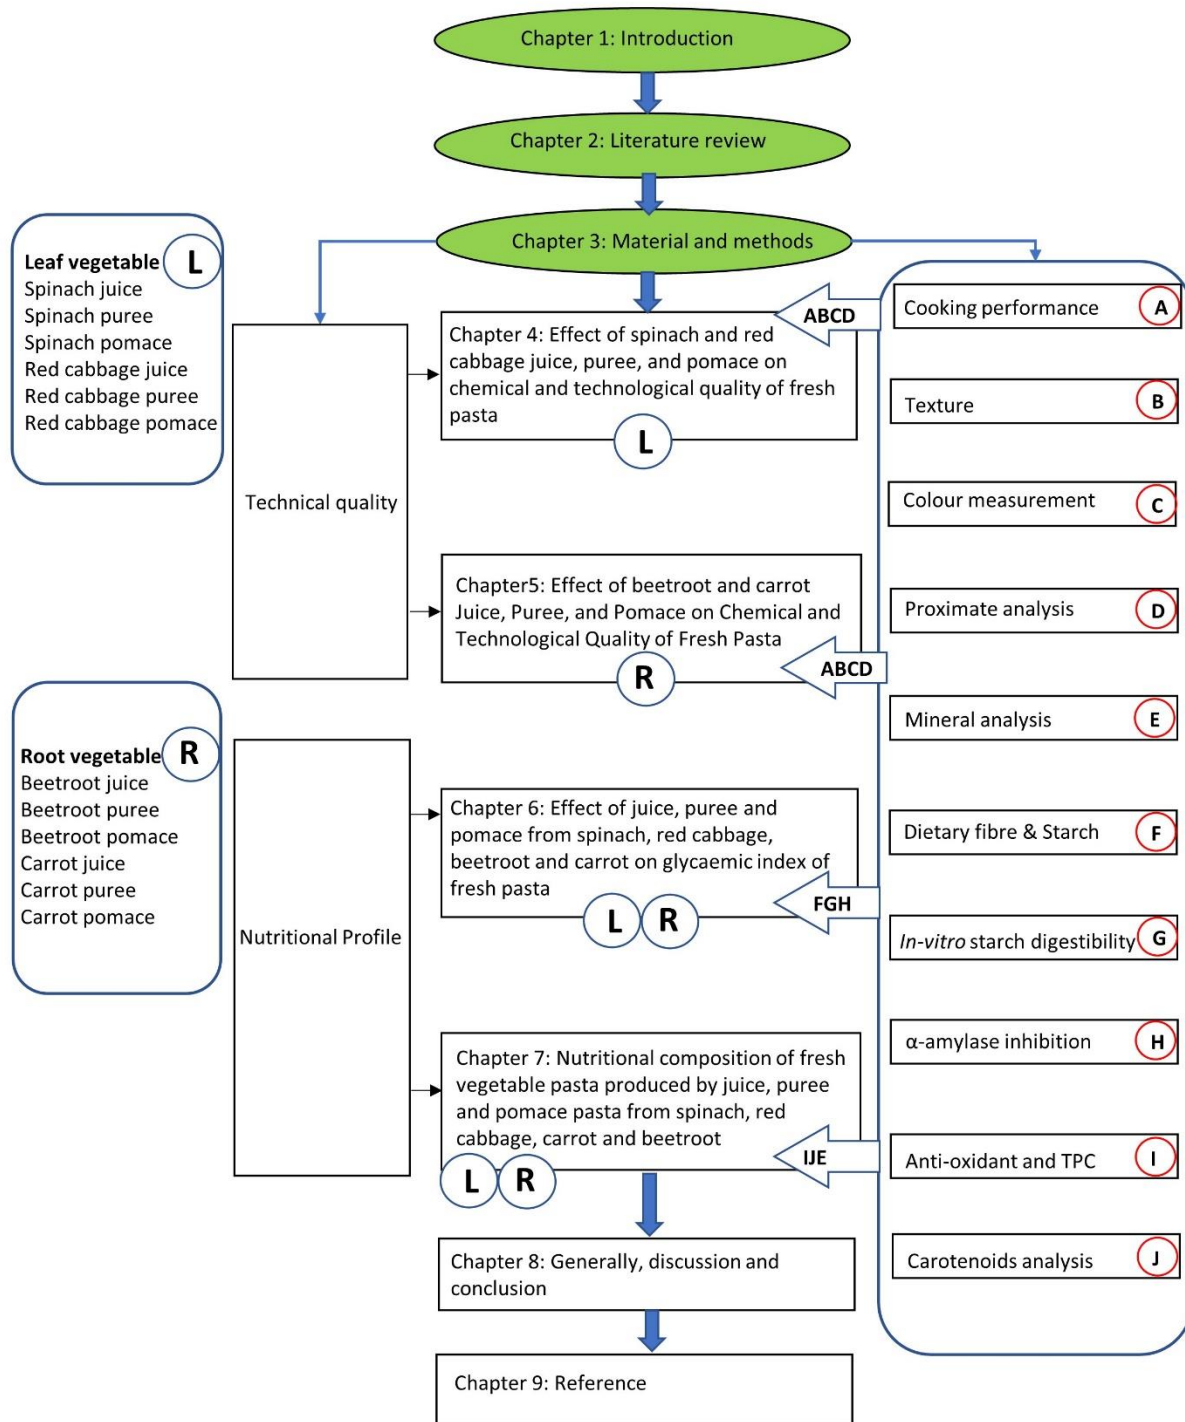 Chapter 1: Introduction
Chapter 2: Literature review
Chapter 3: Material and methods
Leaf vegetable
L
Spinach juice
Spinach puree
Spinach pomace
Red cabbage juice
Red cabbage puree
Red cabbage pomace
Technical quality
Chapter 4: Effect of spinach and red
cabbage juice, puree, and pomace on
chemical and technological quality of fresh
pasta
L
ABCD
Chapter5: Effect of beetroot and carrot
Juice, Puree, and Pomace on Chemical and
Technological Quality of Fresh Pasta
R
ABCD
Root vegetable
R
Beetroot juice
Beetroot puree
Beetroot pomace
Carrot juice
Carrot puree
Carrot pomace
Nutritional Profile
Chapter 6: Effect of juice, puree and
pomace from spinach, red cabbage,
beetroot and carrot on glycaemic index of
fresh pasta
L R
FGH
Chapter 7: Nutritional composition of fresh
vegetable pasta produced by juice, puree
and pomace pasta from spinach, red
cabbage, carrot and beetroot
L R
IJE
Chapter 8: Generally, discussion and
conclusion
Chapter 9: Reference
Cooking performance A
Texture B
Colour measurement C
Proximate analysis D
Mineral analysis E
Dietary fibre & Starch F
In-vitro starch digestibility G
α-amylase inhibition H
Anti-oxidant and TPC I
Carotenoids analysis J